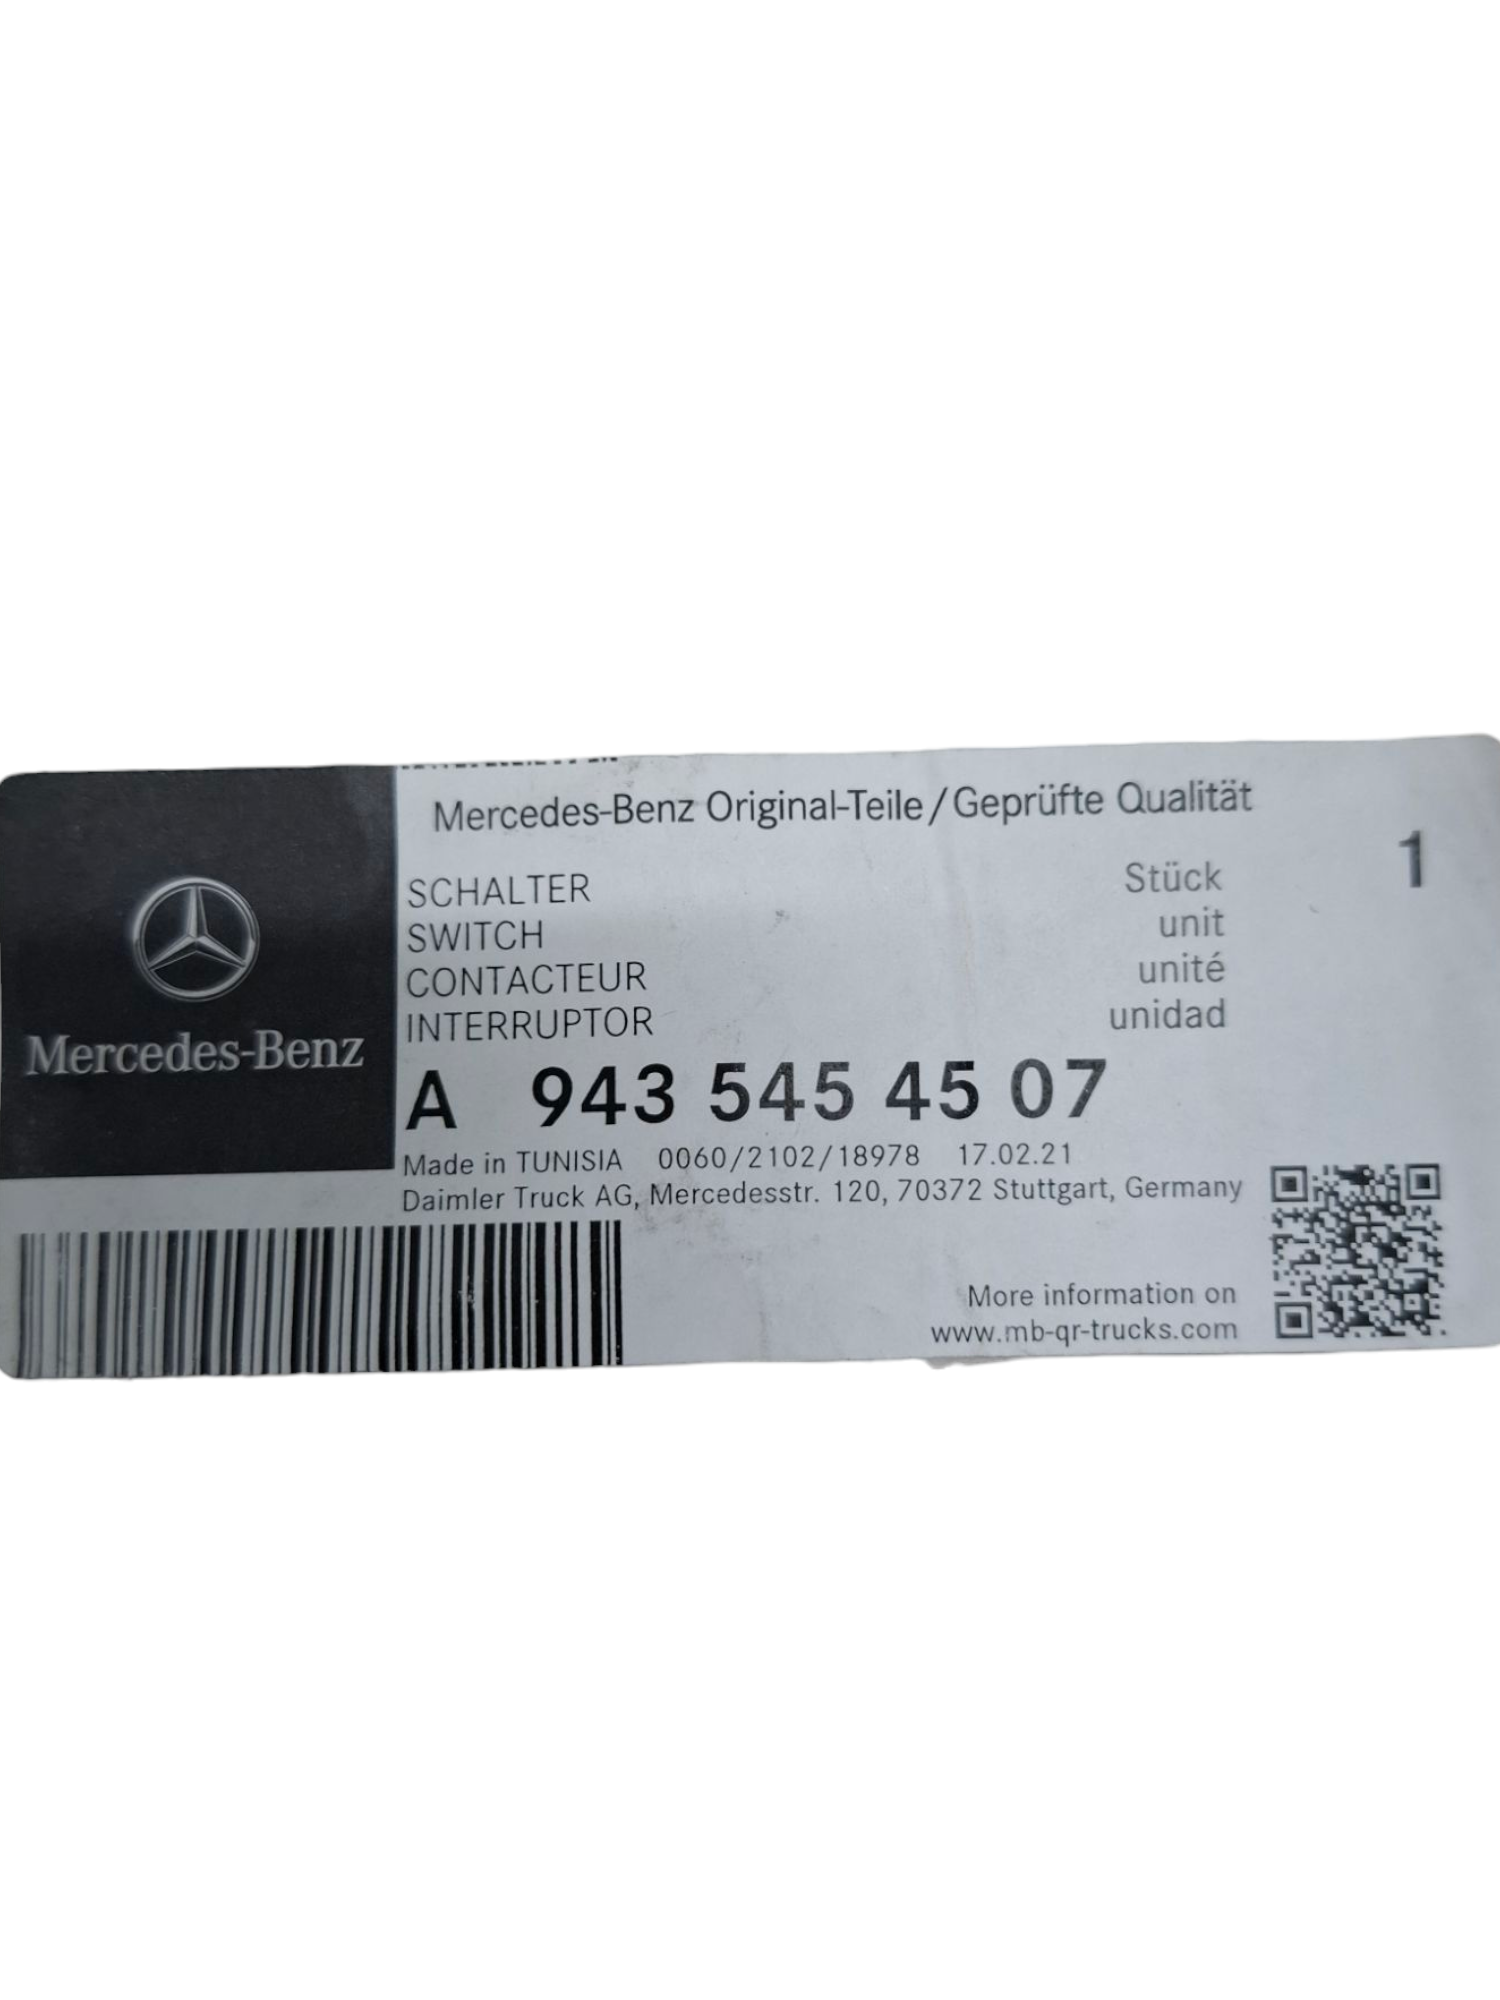 Mercedes-Benz Original-Teile/Geprüfte Qualität
1
SCHALTER Stück
SWITCH unit
CONTACTEUR unité
INTERRUPTOR unidad
Mercedes-Benz
A 943 545 45 07
Made in TUNISIA 0060/2102/18978 17.02.21
Daimler Truck AG, Mercedesstr. 120, 70372 Stuttgart, Germany
More information on
www.mb-qr-trucks.com